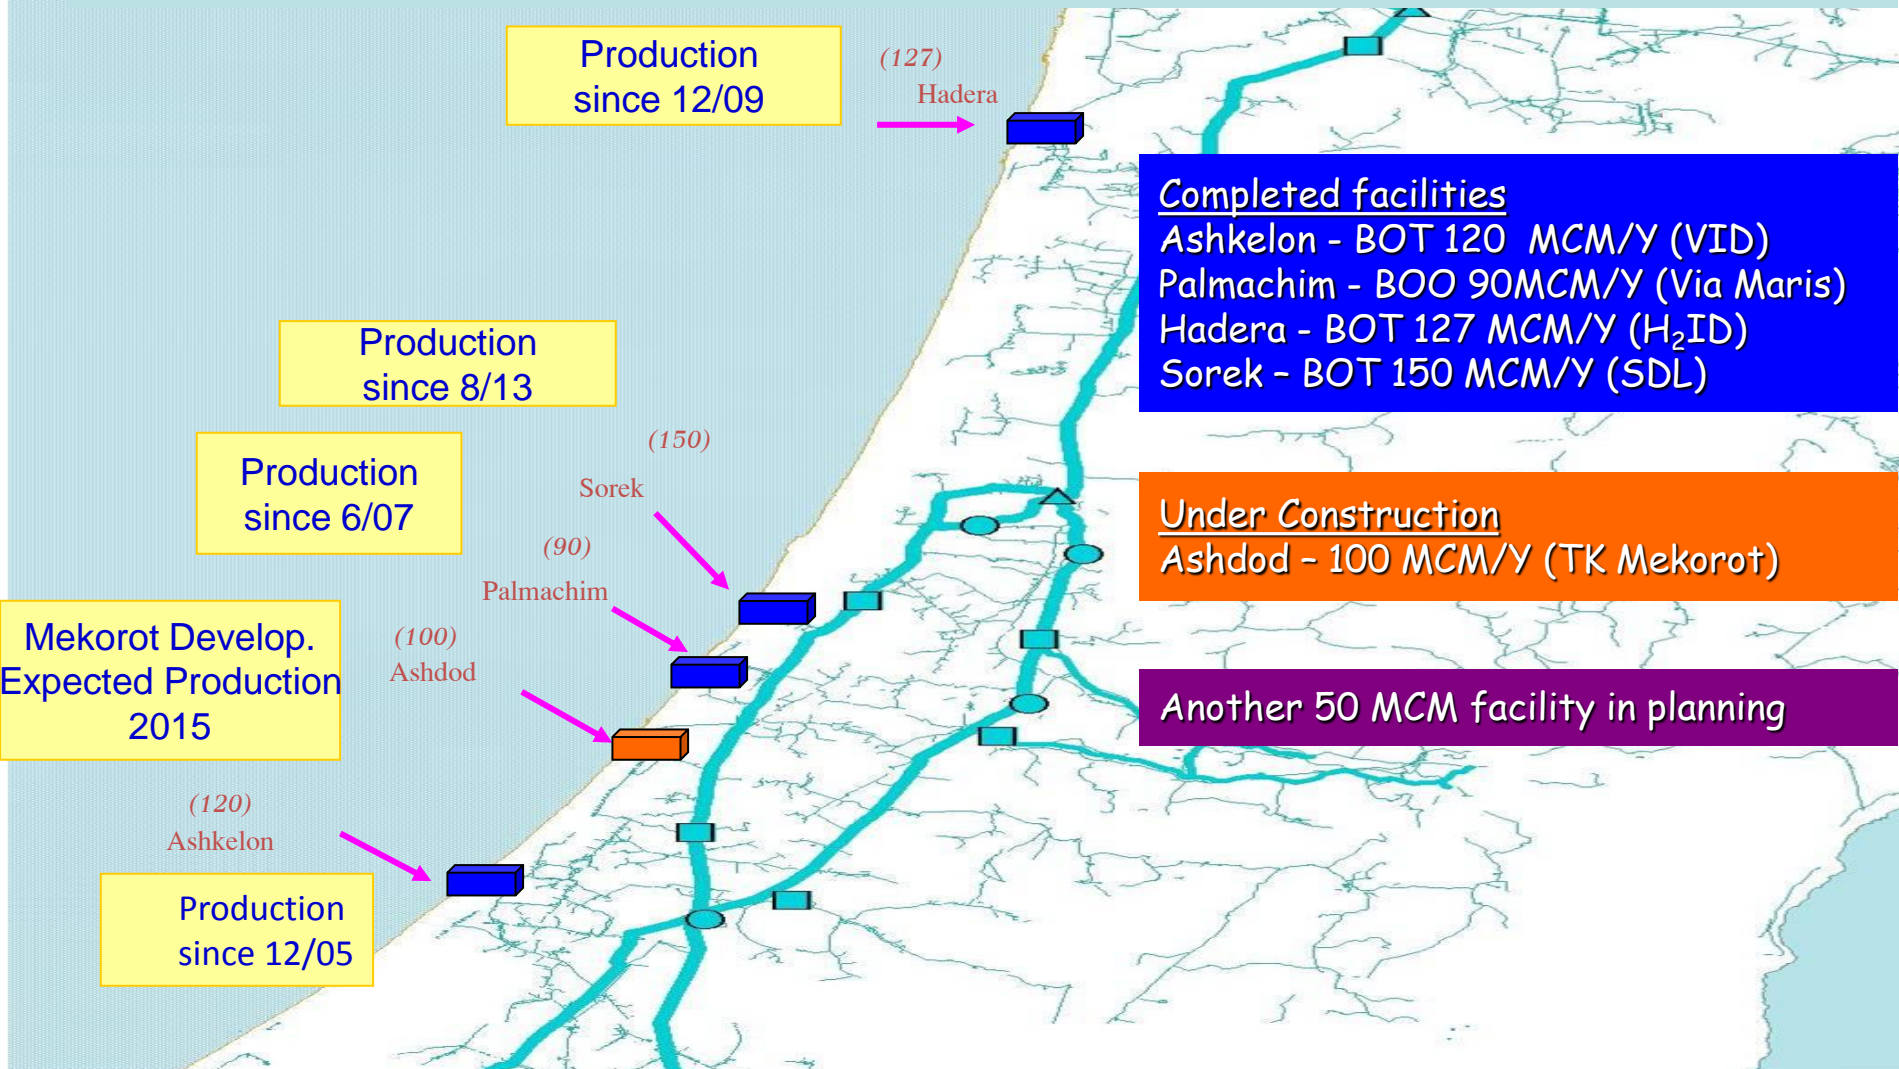 Production
since 12/09
(127)
Hadera
Completed facilities
Ashkelon - BOT 120 MCM/Y (VID)
Palmachim - BOO 90MCM/Y (Via Maris)
Hadera - BOT 127 MCM/Y (H₂ID)
Sorek – BOT 150 MCM/Y (SDL)
Production
since 8/13
(150)
Sorek
Production
since 6/07
(90)
Palmachim
Under Construction
Ashdod – 100 MCM/Y (TK Mekorot)
Mekorot Develop.
Expected Production
2015
(100)
Ashdod
Another 50 MCM facility in planning
(120)
Ashkelon
Production
since 12/05